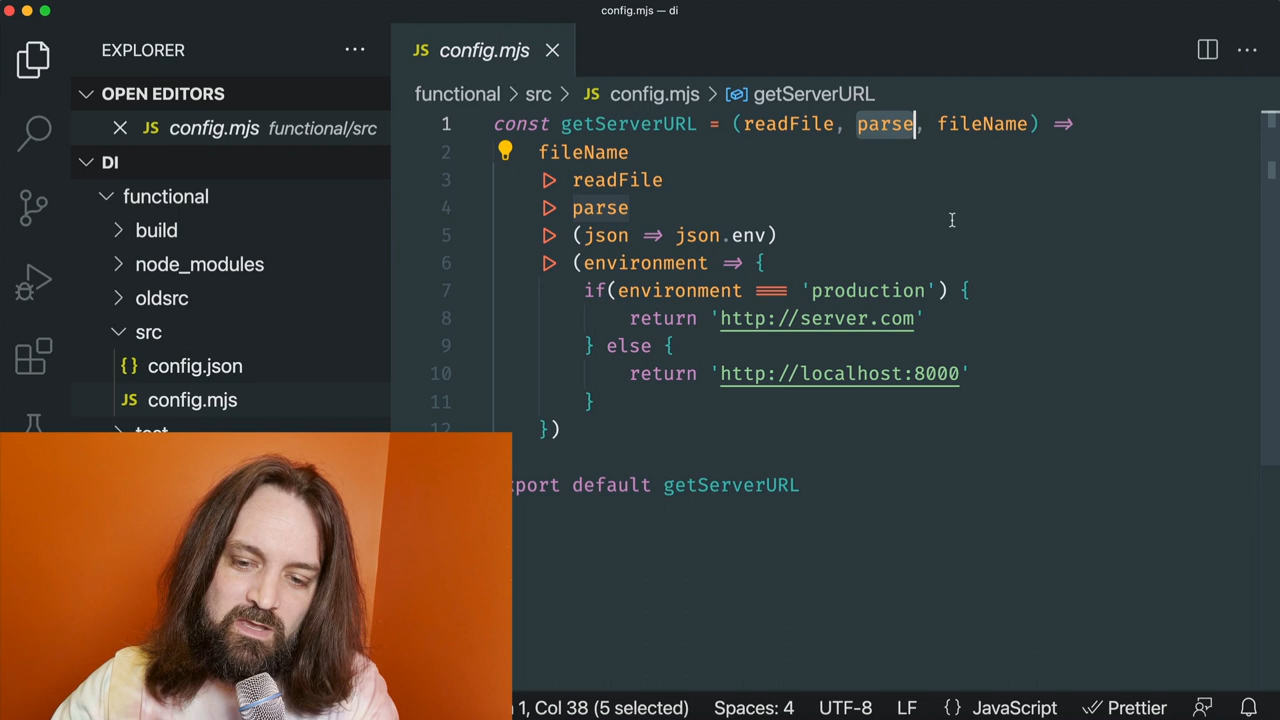 config.mjs — di
EXPLORER
JS config.mjs
OPEN EDITORS
JS config.mjs functional/src
DI
functional
build
node_modules
oldsrc
src
{} config.json
JS config.mjs
functional > src > JS config.mjs > getServerURL
1 const getServerURL = (readFile, parse, fileName) =>
2 fileName
3 ▷ readFile
4 ▷ parse
5 ▷ (json => json.env)
6 ▷ (environment => {
7 if(environment === 'production') {
8 return 'http://server.com'
9 } else {
10 return 'http://localhost:8000'
11 }
12 })
port default getServerURL
1, Col 38 (5 selected) Spaces: 4 UTF-8 LF {} JavaScript Prettier